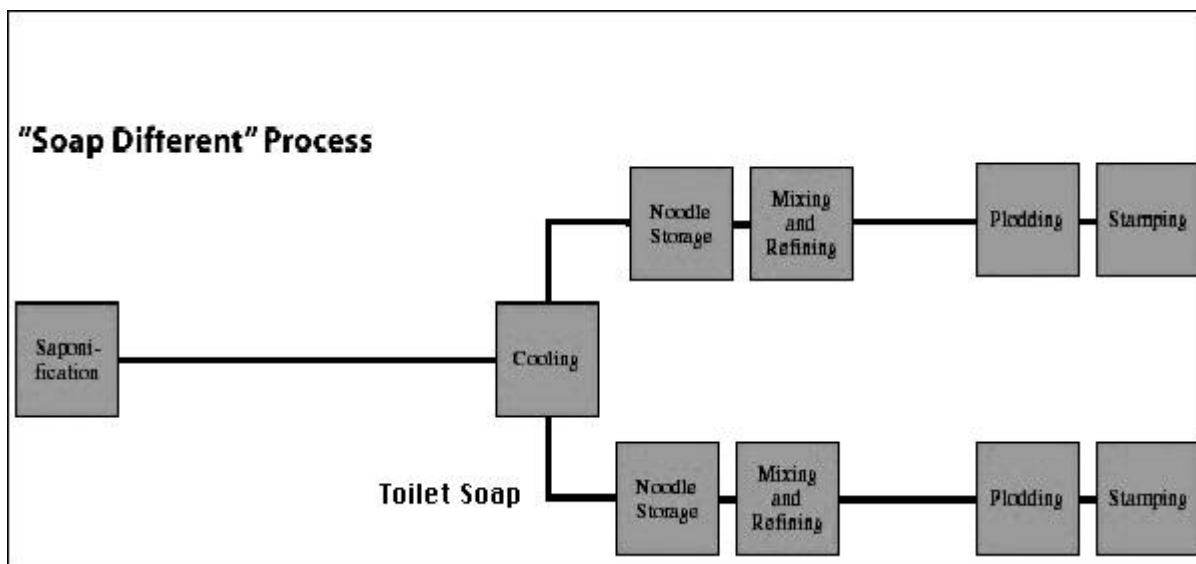 "Soap Different" Process
Noodle
Storage
Mixing
and
Refining
Plodding
Stamping
Saponi-
fication
Cooling
Toilet Soap
Noodle
Storage
Mixing
and
Refining
Plodding
Stamping